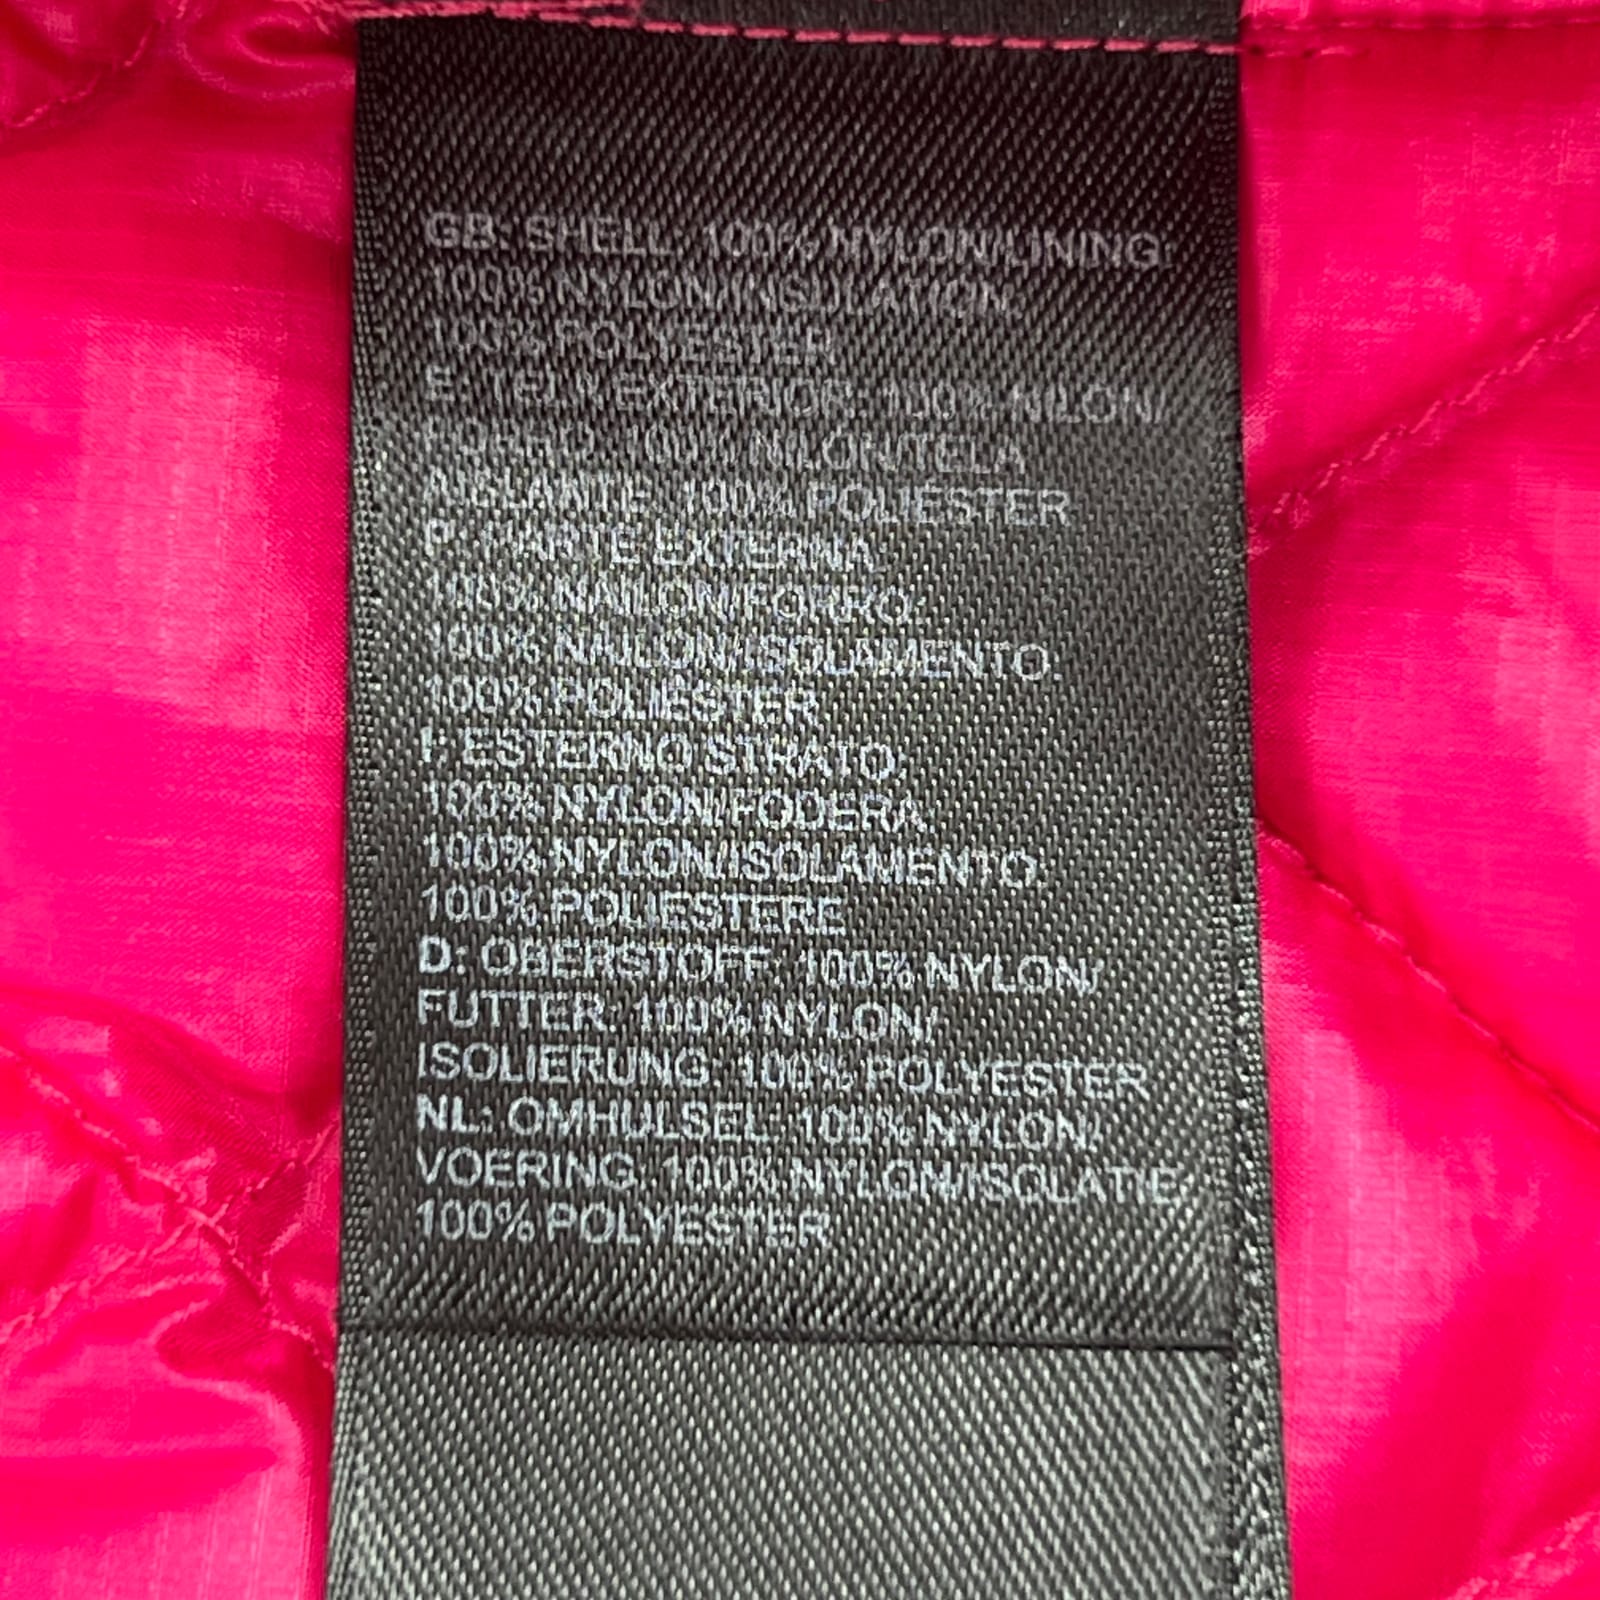 GB: SHELL: 100% NYLON/LINING:
100% NYLON/INSULATION:
100% POLYESTER
E: TELA EXTERIOR: 100% NILON/
FORRO: 100% NILON/TELA
AISLANTE: 100% POLIESTER
P: PARTE EXTERNA:
100% NAILON/FORRO:
100% NAILON/ISOLAMENTO:
100% POLIESTER
I: ESTERNO STRATO:
100% NYLON/FODERA:
100% NYLON/ISOLAMENTO:
100% POLIESTERE
D: OBERSTOFF: 100% NYLON/
FUTTER: 100% NYLON/
ISOLIERUNG: 100% POLYESTER
NL: OMHULSEL: 100% NYLON/
VOERING: 100% NYLON/ISOLATIE:
100% POLYESTER